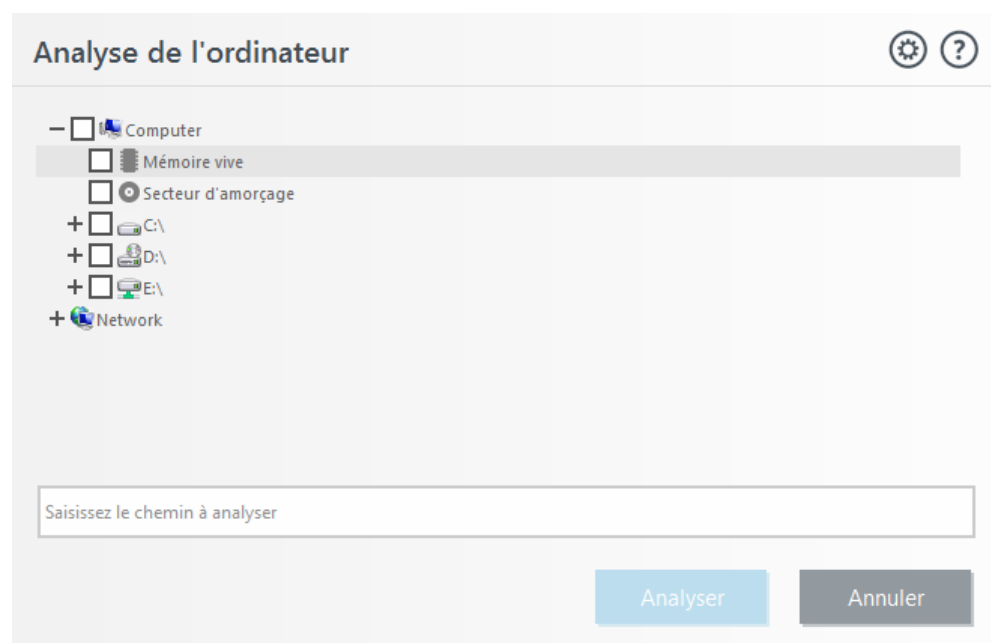 Analyse de l'ordinateur
?
Computer
Mémoire vive
Secteur d'amorçage
C:\
D:\
E:\
Network
Saisissez le chemin à analyser
Analyser
Annuler